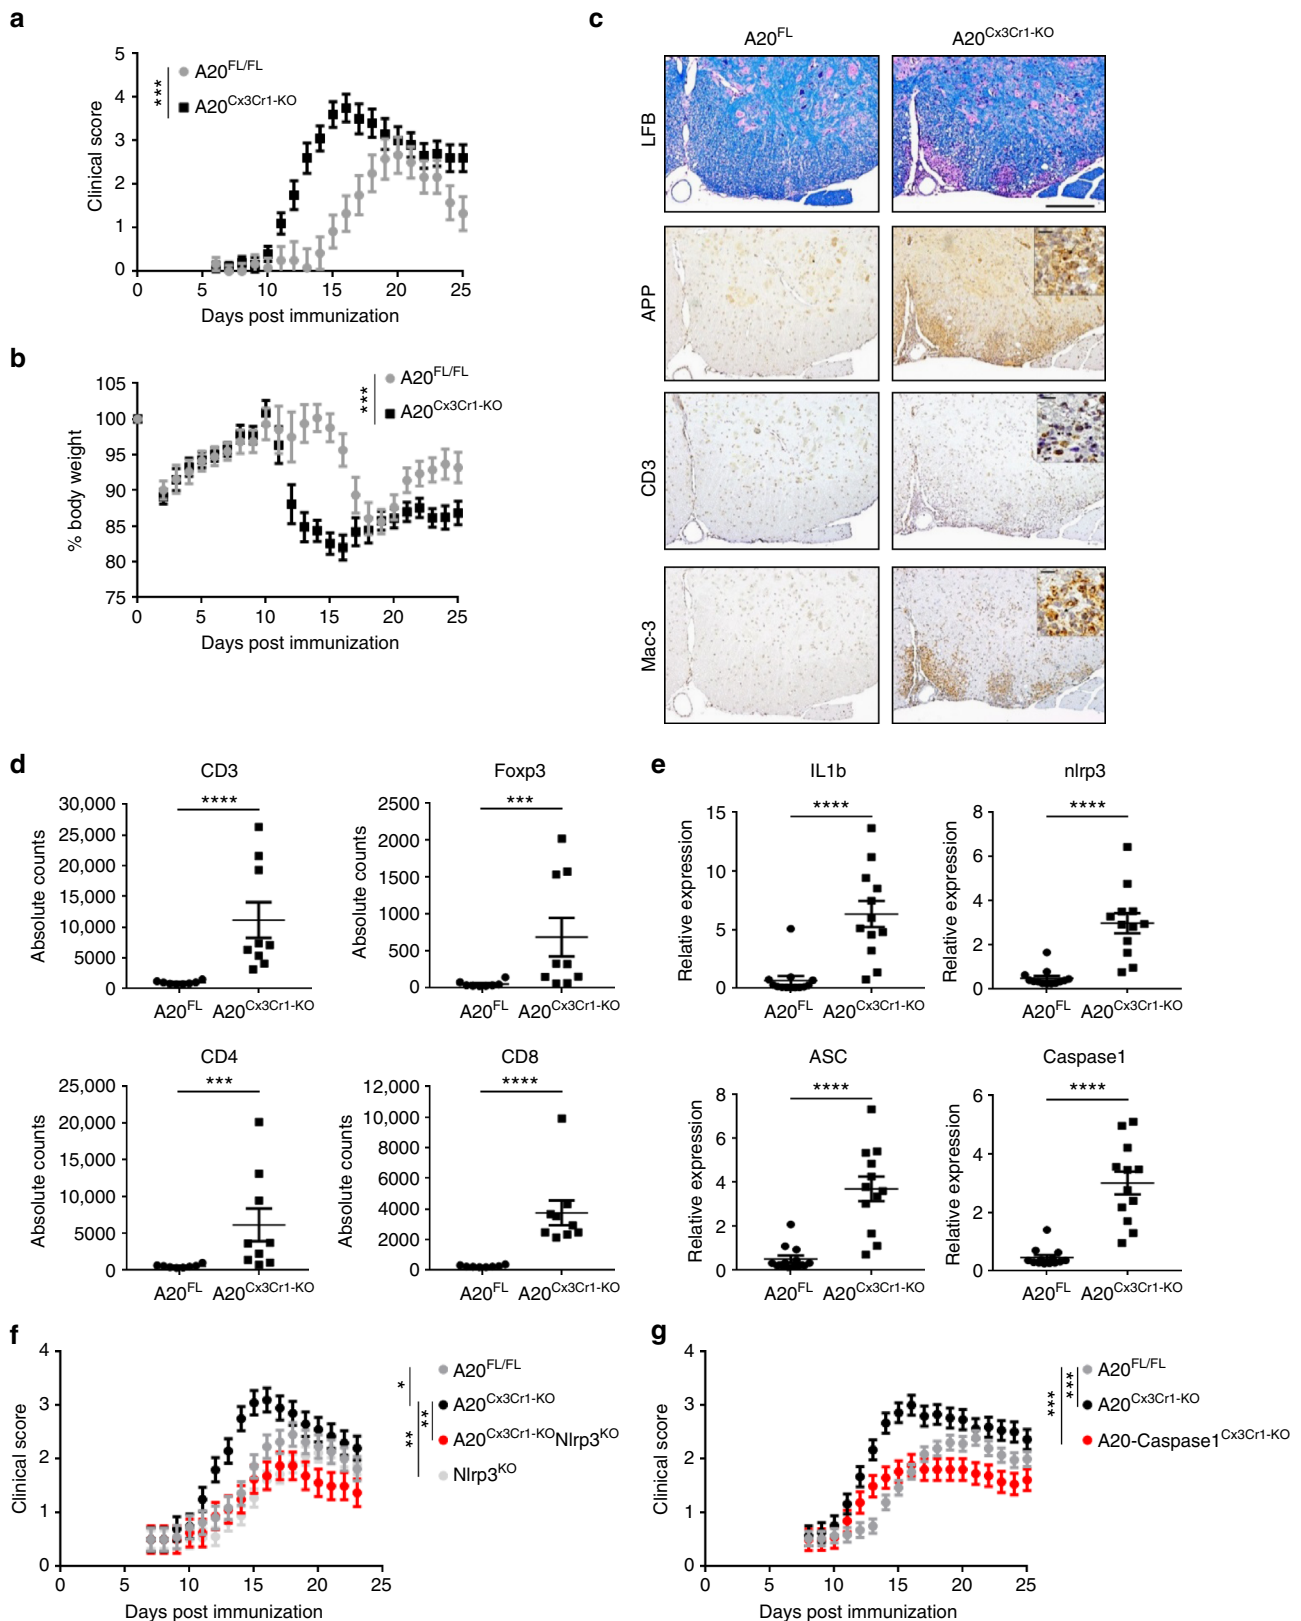 a
5
4
3
2
1
0
0 5 10 15 20 25
Clinical score
Days post immunization
***
A20FL/FL
A20Cx3Cr1-KO
b
105
100
95
90
85
80
75
0 5 10 15 20 25
% body weight
Days post immunization
***
A20FL/FL
A20Cx3Cr1-KO
c
A20FL A20Cx3Cr1-KO
LFB
APP
CD3
Mac-3
d
CD3
****
30,000
25,000
20,000
15,000
10,000
5000
0
Absolute counts
A20FL A20Cx3Cr1-KO
Foxp3
***
2500
2000
1500
1000
500
0
Absolute counts
A20FL A20Cx3Cr1-KO
CD4
***
25,000
20,000
15,000
10,000
5000
0
Absolute counts
A20FL A20Cx3Cr1-KO
CD8
****
12,000
10,000
8000
6000
4000
2000
0
Absolute counts
A20FL A20Cx3Cr1-KO
e
IL1b
****
15
10
5
0
Relative expression
A20FL A20Cx3Cr1-KO
nlrp3
****
8
6
4
2
0
Relative expression
A20FL A20Cx3Cr1-KO
ASC
****
8
6
4
2
0
Relative expression
A20FL A20Cx3Cr1-KO
Caspase1
****
6
4
2
0
Relative expression
A20FL A20Cx3Cr1-KO
f
4
3
2
1
0
0 5 10 15 20 25
Clinical score
Days post immunization
*
**
**
A20FL/FL
A20Cx3Cr1-KO
A20Cx3Cr1-KONlrp3KO
Nlrp3KO
g
4
3
2
1
0
0 5 10 15 20 25
Clinical score
Days post immunization
***
***
A20FL/FL
A20Cx3Cr1-KO
A20-Caspase1Cx3Cr1-KO